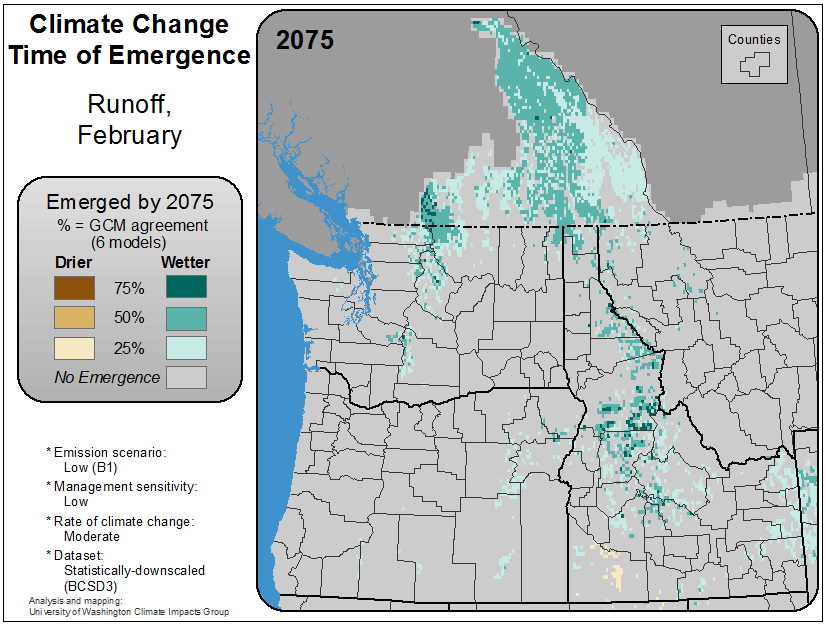 Climate Change
Time of Emergence
Runoff,
February
Emerged by 2075
% = GCM agreement
(6 models)
Drier Wetter
75%
50%
25%
No Emergence
* Emission scenario:
Low (B1)
* Management sensitivity:
Low
* Rate of climate change:
Moderate
* Dataset:
Statistically-downscaled
(BCSD3)
Analysis and mapping:
University of Washington Climate Impacts Group
2075
Counties